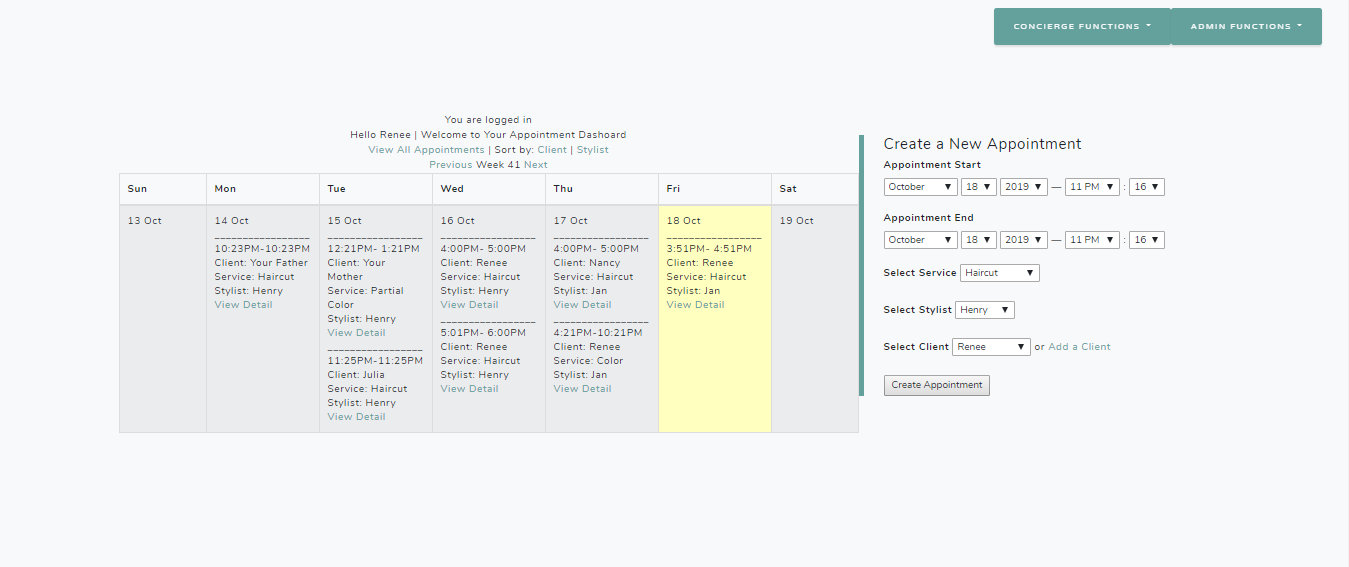 CONCIERGE FUNCTIONS ADMIN FUNCTIONS
You are logged in
Hello Renee | Welcome to Your Appointment Dashoard
View All Appointments | Sort by: Client | Stylist
Previous Week 41 Next
Sun Mon Tue Wed Thu Fri Sat
13 Oct
14 Oct
_________________
10:23PM-10:23PM
Client: Your Father
Service: Haircut
Stylist: Henry
View Detail
15 Oct
_________________
12:21PM- 1:21PM
Client: Your
Mother
Service: Partial
Color
Stylist: Henry
View Detail
_________________
11:25PM-11:25PM
Client: Julia
Service: Haircut
Stylist: Henry
View Detail
16 Oct
_________________
4:00PM- 5:00PM
Client: Renee
Service: Haircut
Stylist: Henry
View Detail
_________________
5:01PM- 6:00PM
Client: Renee
Service: Haircut
Stylist: Henry
View Detail
17 Oct
_________________
4:00PM- 5:00PM
Client: Nancy
Service: Haircut
Stylist: Jan
View Detail
_________________
4:21PM-10:21PM
Client: Renee
Service: Color
Stylist: Jan
View Detail
18 Oct
_________________
3:51PM- 4:51PM
Client: Renee
Service: Haircut
Stylist: Jan
View Detail
19 Oct
Create a New Appointment
Appointment Start
October 18 2019 — 11 PM : 16
Appointment End
October 18 2019 — 11 PM : 16
Select Service Haircut
Select Stylist Henry
Select Client Renee or Add a Client
Create Appointment